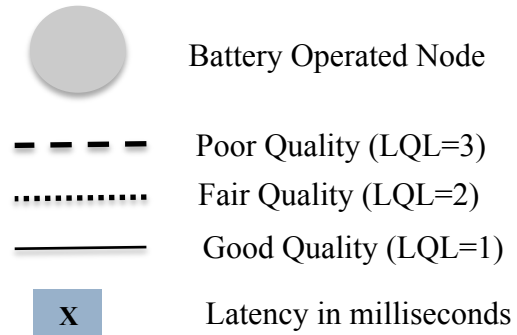 Battery Operated Node
Poor Quality (LQL=3)
Fair Quality (LQL=2)
Good Quality (LQL=1)
X Latency in milliseconds